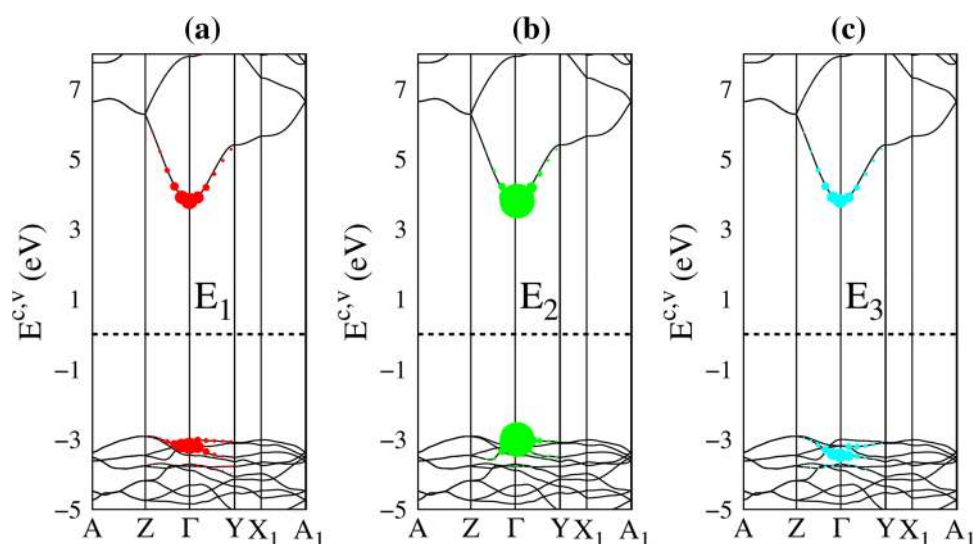 (a) (b) (c)
E^{c,v} (eV)
7
5
3
1
−1
−3
−5
E₁
A Z Γ Y X₁ A₁
E^{c,v} (eV)
7
5
3
1
−1
−3
−5
E₂
A Z Γ Y X₁ A₁
E^{c,v} (eV)
7
5
3
1
−1
−3
−5
E₃
A Z Γ Y X₁ A₁